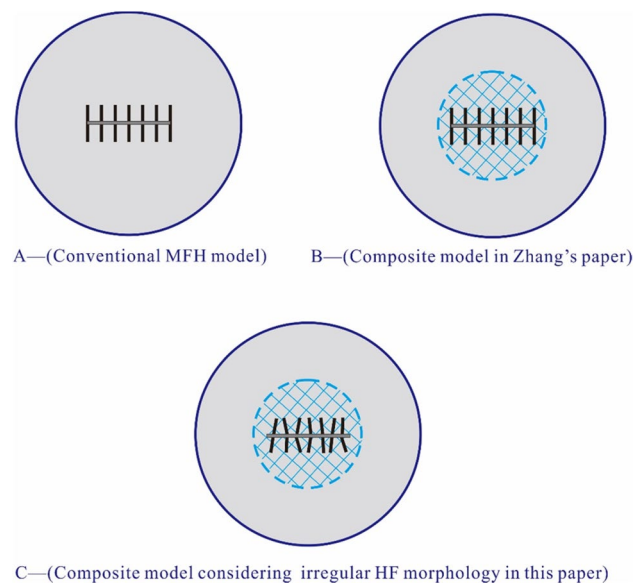 A—(Conventional MFH model)
B—(Composite model in Zhang's paper)
C—(Composite model considering irregular HF morphology in this paper)